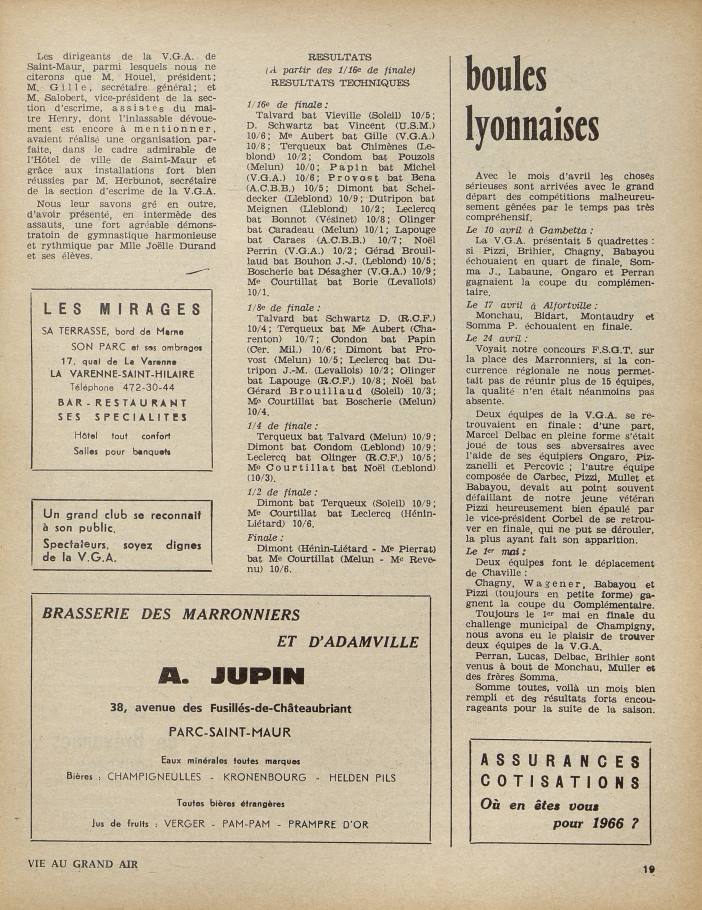 Les dirigeants de la V.G.A. de
Saint-Maur, parmi lesquels nous ne
citerons que M. Houel, président;
M. Gille, secrétaire général; et
M. Salobert, vice-président de la sec-
tion d'escrime, assistés du maî-
tre Henry, dont l'inlassable dévoue-
ment est encore à mentionner,
avaient réalisé une organisation par-
faite, dans le cadre admirable de
l'Hôtel de ville de Saint-Maur et
grâce aux installations fort bien
réussies par M. Herbunot, secrétaire
de la section d'escrime de la V.G.A.
Nous leur savons gré en outre,
d'avoir présenté, en intermède des
assauts, une fort agréable démons-
tratoin de gymnastique harmonieuse
et rythmique par Mlle Joëlle Durand
et ses élèves.
LES MIRAGES
SA TERRASSE, bord de Marne
SON PARC et ses ombrages
17, quai de La Varenne
LA VARENNE-SAINT-HILAIRE
Téléphone 472-30-44
BAR - RESTAURANT
SES SPECIALITES
Hôtel tout confort
Salles pour banquets
Un grand club se reconnaît
à son public.
Spectateurs, soyez dignes
de la V.G.A.
RESULTATS
(A partir des 1/16e de finale)
RESULTATS TECHNIQUES
1/16e de finale :
Talvard bat Vieville (Soleil) 10/5;
D. Schwartz bat Vincent (U.S.M.)
10/6; Me Aubert bat Gille (V.G.A.)
10/8; Terqueux bat Chimènes (Le-
blond) 10/2; Condom bat Pouzols
(Melun) 10/0; Papin bat Michel
(V.G.A.) 10/6; Provost bat Bena
(A.C.B.B.) 10/5; Dimont bat Schei-
decker (Lleblond) 10/9; Dutripon bat
Meignen (Lleblond) 10/2; Leclercq
bat Bonnot (Vésinet) 10/8; Olinger
bat Caradeau (Melun) 10/1; Lapouge
bat Caraes (A.C.B.B.) 10/7; Noël
Perrin (V.G.A.) 10/2; Gérad Brouil-
laud bat Bouhon J.-J. (Leblond) 10/5;
Boscherie bat Désagher (V.G.A.) 10/9;
Me Courtillat bat Borie (Levallois)
10/1.
1/8e de finale :
Talvard bat Schwartz D. (R.C.F.)
10/4; Terqueux bat Me Aubert (Cha-
renton) 10/7; Condon bat Papin
(Cer. Mil.) 10/6; Dimont bat Pro-
vost (Melun) 10/5; Leclercq bat Du-
tripon J.-M. (Levallois) 10/2; Olinger
bat Lapouge (R.C.F.) 10/8; Noël bat
Gérard Brouillaud (Soleil) 10/3;
Me Courtillat bat Boscherie (Melun)
10/4.
1/4 de finale :
Terqueux bat Talvard (Melun) 10/9;
Dimont bat Condom (Leblond) 10/9;
Leclercq bat Olinger (R.C.F.) 10/5;
Me Courtillat bat Noël (Leblond)
(10/3).
1/2 de finale :
Dimont bat Terqueux (Soleil) 10/9;
Me Courtillat bat Leclercq (Hénin-
Liétard) 10/6.
Finale :
Dimont (Hénin-Liétard - Me Pierrat)
bat Me Courtillat (Melun - Me Reve-
nu) 10/6.
BRASSERIE DES MARRONNIERS
ET D'ADAMVILLE
A. JUPIN
38, avenue des Fusillés-de-Châteaubriant
PARC-SAINT-MAUR
Eaux minérales toutes marques
Bières : CHAMPIGNEULLES - KRONENBOURG - HELDEN PILS
Toutes bières étrangères
Jus de fruits : VERGER - PAM-PAM - PRAMPRE D'OR
boules
lyonnaises
Avec le mois d'avril les choses
sérieuses sont arrivées avec le grand
départ des compétitions malheureu-
sement gênées par le temps pas très
compréhensif.
Le 10 avril à Gambetta :
La V.G.A. présentait 5 quadrettes :
si Pizzi, Brihier, Chagny, Babayou
échouaient en quart de finale, Som-
ma J., Labaune, Ongaro et Perran
gagnaient la coupe du complémen-
taire.
Le 17 avril à Alfortville :
Monchau, Bidart, Montaudry et
Somma P. échouaient en finale.
Le 24 avril :
Voyait notre concours F.S.G.T. sur
la place des Marronniers, si la con-
currence régionale ne nous permet-
tait pas de réunir plus de 15 équipes,
la qualité n'en était néanmoins pas
absente.
Deux équipes de la V.G.A. se re-
trouvaient en finale : d'une part,
Marcel Delbac en pleine forme s'était
joué de tous ses adversaires avec
l'aide de ses équipiers Ongaro, Piz-
zanelli et Percovic ; l'autre équipe
composée de Carbec, Pizzi, Mullet et
Babayou, devait au point souvent
défaillant de notre jeune vétéran
Pizzi heureusement bien épaulé par
le vice-président Corbel de se retrou-
ver en finale, qui ne put se dérouler,
la plus ayant fait son apparition.
Le 1er mai :
Deux équipes font le déplacement
de Chaville :
Chagny, Wagener, Babayou et
Pizzi (toujours en petite forme) ga-
gnent la coupe du Complémentaire.
Toujours le 1er mai en finale du
challenge municipal de Champigny,
nous avons eu le plaisir de trouver
deux équipes de la V.G.A.
Perran, Lucas, Delbac, Brihier sont
venus à bout de Monchau, Muller et
des frères Somma.
Somme toutes, voilà un mois bien
rempli et des résultats forts encou-
rageants pour la suite de la saison.
ASSURANCES
COTISATIONS
Où en êtes vous
pour 1966 ?
VIE AU GRAND AIR
19